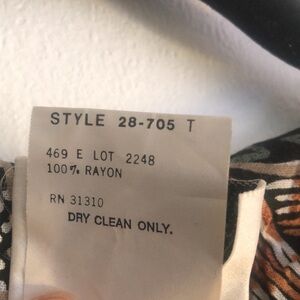 STYLE 28-705 T
469 E LOT 2248
100% RAYON
RN 31310
DRY CLEAN ONLY.